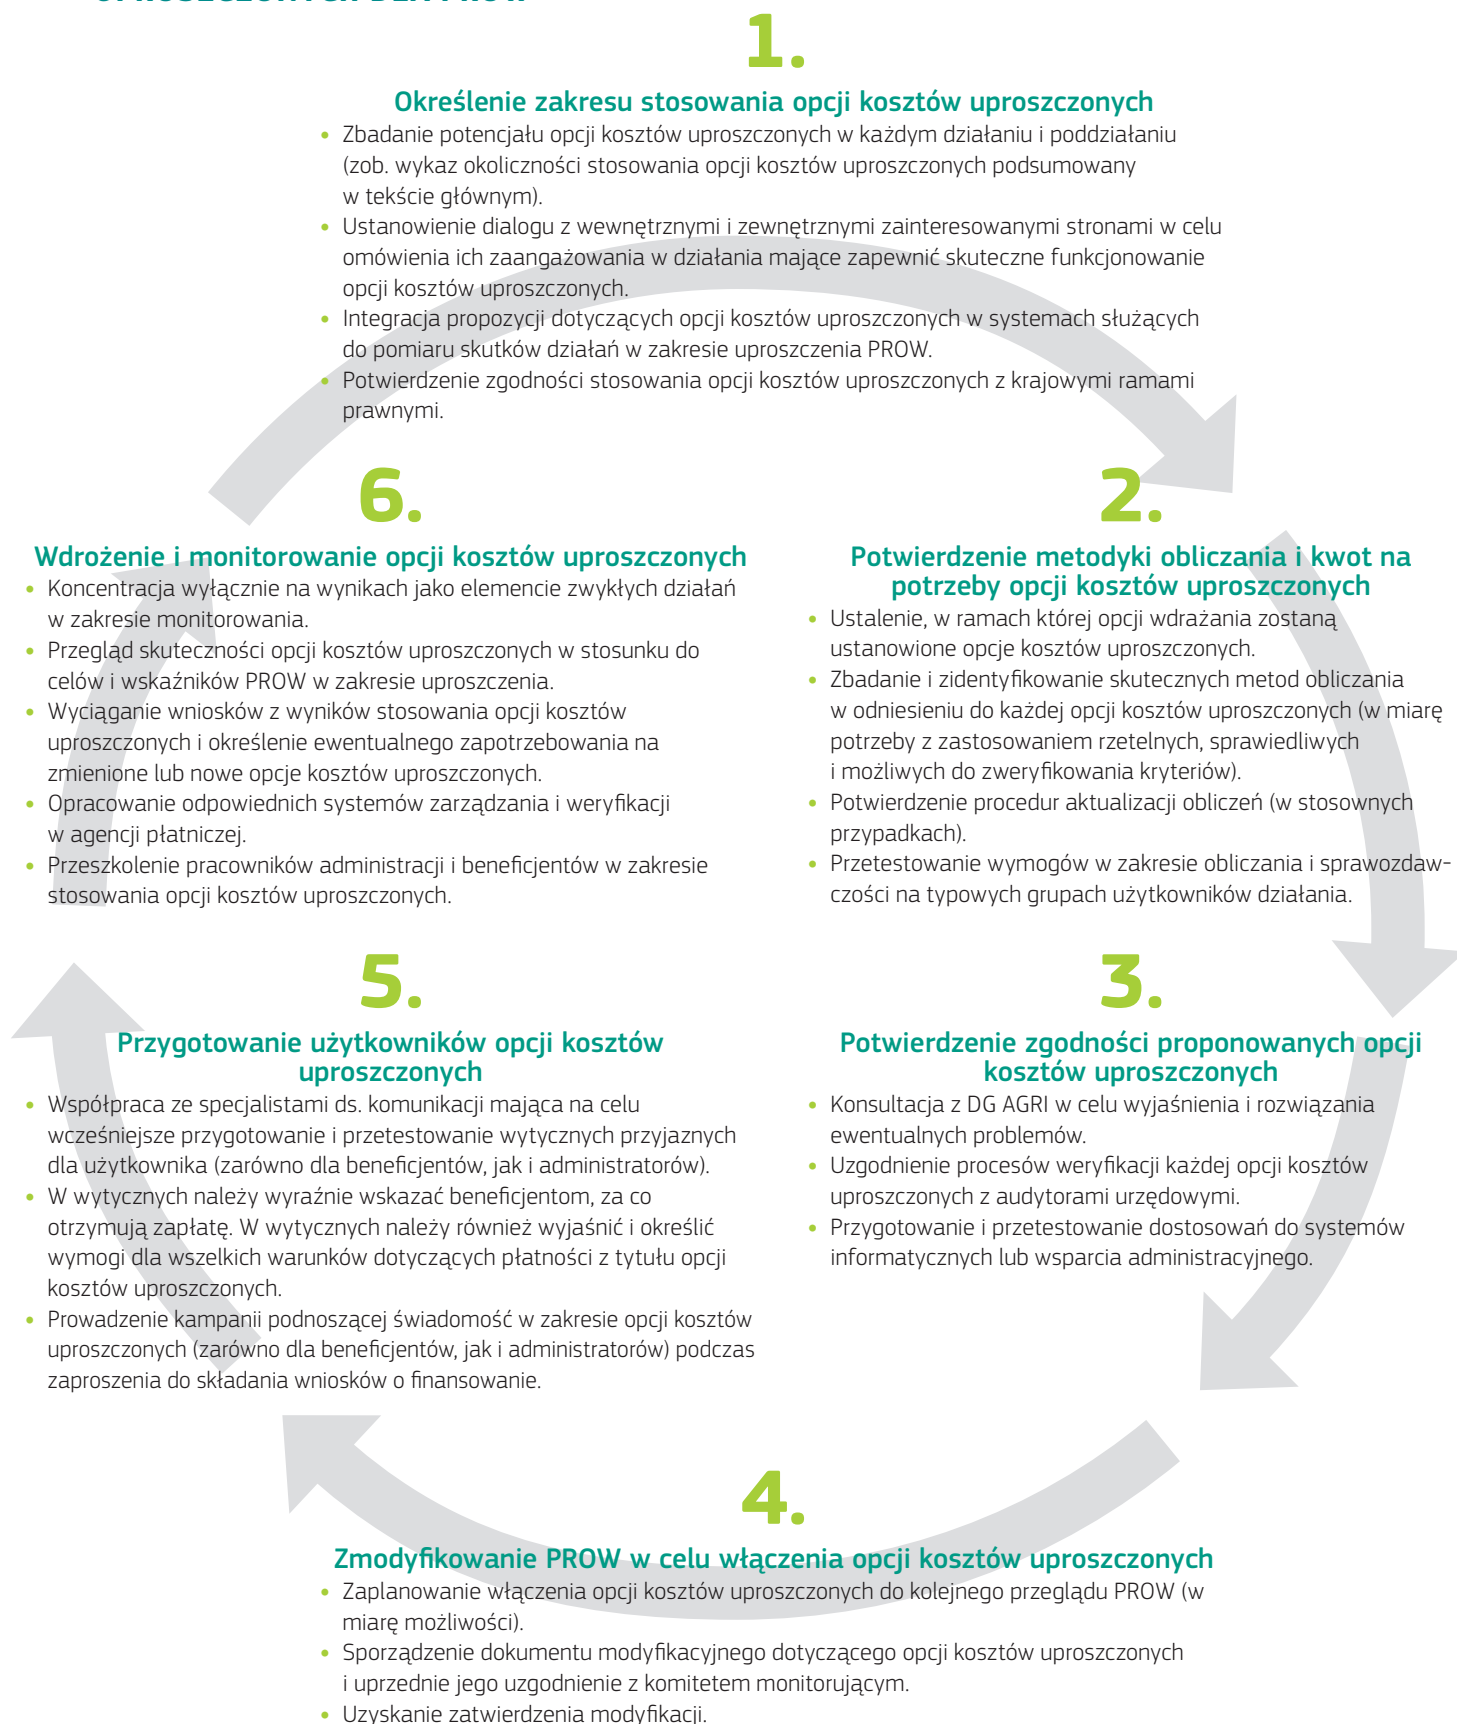 1.
Określenie zakresu stosowania opcji kosztów uproszczonych
• Zbadanie potencjału opcji kosztów uproszczonych w każdym działaniu i poddziałaniu
(zob. wykaz okoliczności stosowania opcji kosztów uproszczonych podsumowany
w tekście głównym).
• Ustanowienie dialogu z wewnętrznymi i zewnętrznymi zainteresowanymi stronami w celu
omówienia ich zaangażowania w działania mające zapewnić skuteczne funkcjonowanie
opcji kosztów uproszczonych.
• Integracja propozycji dotyczących opcji kosztów uproszczonych w systemach służących
do pomiaru skutków działań w zakresie uproszczenia PROW.
• Potwierdzenie zgodności stosowania opcji kosztów uproszczonych z krajowymi ramami
prawnymi.
2.
Potwierdzenie metodyki obliczania i kwot na
potrzeby opcji kosztów uproszczonych
• Ustalenie, w ramach której opcji wdrażania zostaną
ustanowione opcje kosztów uproszczonych.
• Zbadanie i zidentyfikowanie skutecznych metod obliczania
w odniesieniu do każdej opcji kosztów uproszczonych (w miarę
potrzeby z zastosowaniem rzetelnych, sprawiedliwych
i możliwych do zweryfikowania kryteriów).
• Potwierdzenie procedur aktualizacji obliczeń (w stosownych
przypadkach).
• Przetestowanie wymogów w zakresie obliczania i sprawozdaw-
czości na typowych grupach użytkowników działania.
3.
Potwierdzenie zgodności proponowanych opcji
kosztów uproszczonych
• Konsultacja z DG AGRI w celu wyjaśnienia i rozwiązania
ewentualnych problemów.
• Uzgodnienie procesów weryfikacji każdej opcji kosztów
uproszczonych z audytorami urzędowymi.
• Przygotowanie i przetestowanie dostosowań do systemów
informatycznych lub wsparcia administracyjnego.
4.
Zmodyfikowanie PROW w celu włączenia opcji kosztów uproszczonych
• Zaplanowanie włączenia opcji kosztów uproszczonych do kolejnego przeglądu PROW (w
miarę możliwości).
• Sporządzenie dokumentu modyfikacyjnego dotyczącego opcji kosztów uproszczonych
i uprzednie jego uzgodnienie z komitetem monitorującym.
• Uzyskanie zatwierdzenia modyfikacji.
5.
Przygotowanie użytkowników opcji kosztów
uproszczonych
• Współpraca ze specjalistami ds. komunikacji mająca na celu
wcześniejsze przygotowanie i przetestowanie wytycznych przyjaznych
dla użytkownika (zarówno dla beneficjentów, jak i administratorów).
• W wytycznych należy wyraźnie wskazać beneficjentom, za co
otrzymują zapłatę. W wytycznych należy również wyjaśnić i określić
wymogi dla wszelkich warunków dotyczących płatności z tytułu opcji
kosztów uproszczonych.
• Prowadzenie kampanii podnoszącej świadomość w zakresie opcji kosztów
uproszczonych (zarówno dla beneficjentów, jak i administratorów) podczas
zaproszenia do składania wniosków o finansowanie.
6.
Wdrożenie i monitorowanie opcji kosztów uproszczonych
• Koncentracja wyłącznie na wynikach jako elemencie zwykłych działań
w zakresie monitorowania.
• Przegląd skuteczności opcji kosztów uproszczonych w stosunku do
celów i wskaźników PROW w zakresie uproszczenia.
• Wyciąganie wniosków z wyników stosowania opcji kosztów
uproszczonych i określenie ewentualnego zapotrzebowania na
zmienione lub nowe opcje kosztów uproszczonych.
• Opracowanie odpowiednich systemów zarządzania i weryfikacji
w agencji płatniczej.
• Przeszkolenie pracowników administracji i beneficjentów w zakresie
stosowania opcji kosztów uproszczonych.